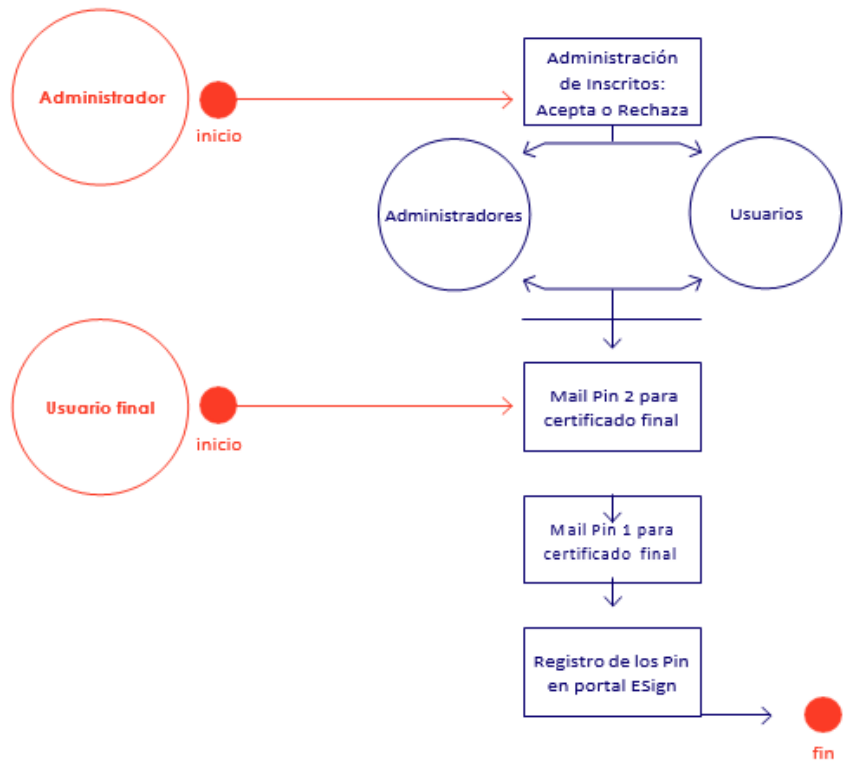 Administrador
inicio
Administración
de Inscritos:
Acepta o Rechaza
Administradores
Usuarios
Usuario final
inicio
Mail Pin 2 para
certificado final
Mail Pin 1 para
certificado final
Registro de los Pin
en portal ESign
fin